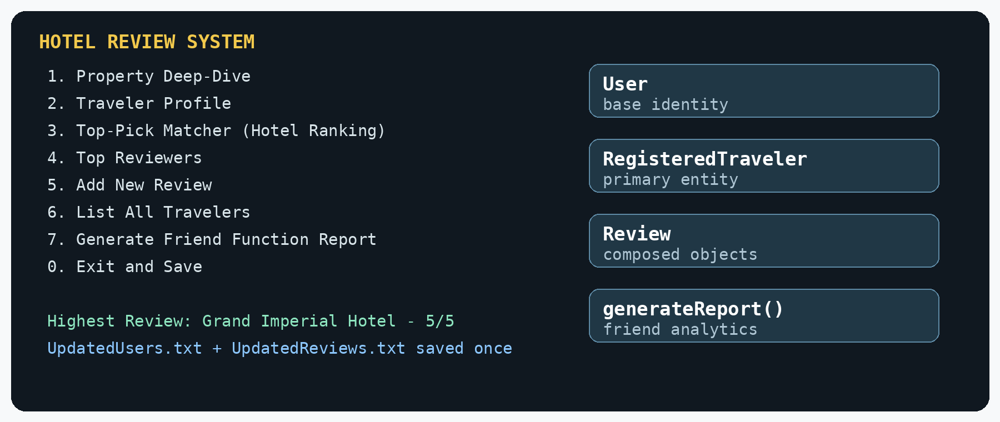 HOTEL REVIEW SYSTEM
1. Property Deep-Dive
2. Traveler Profile
3. Top-Pick Matcher (Hotel Ranking)
4. Top Reviewers
5. Add New Review
6. List All Travelers
7. Generate Friend Function Report
0. Exit and Save
Highest Review: Grand Imperial Hotel - 5/5
UpdatedUsers.txt + UpdatedReviews.txt saved once
User
base identity
RegisteredTraveler
primary entity
Review
composed objects
generateReport()
friend analytics